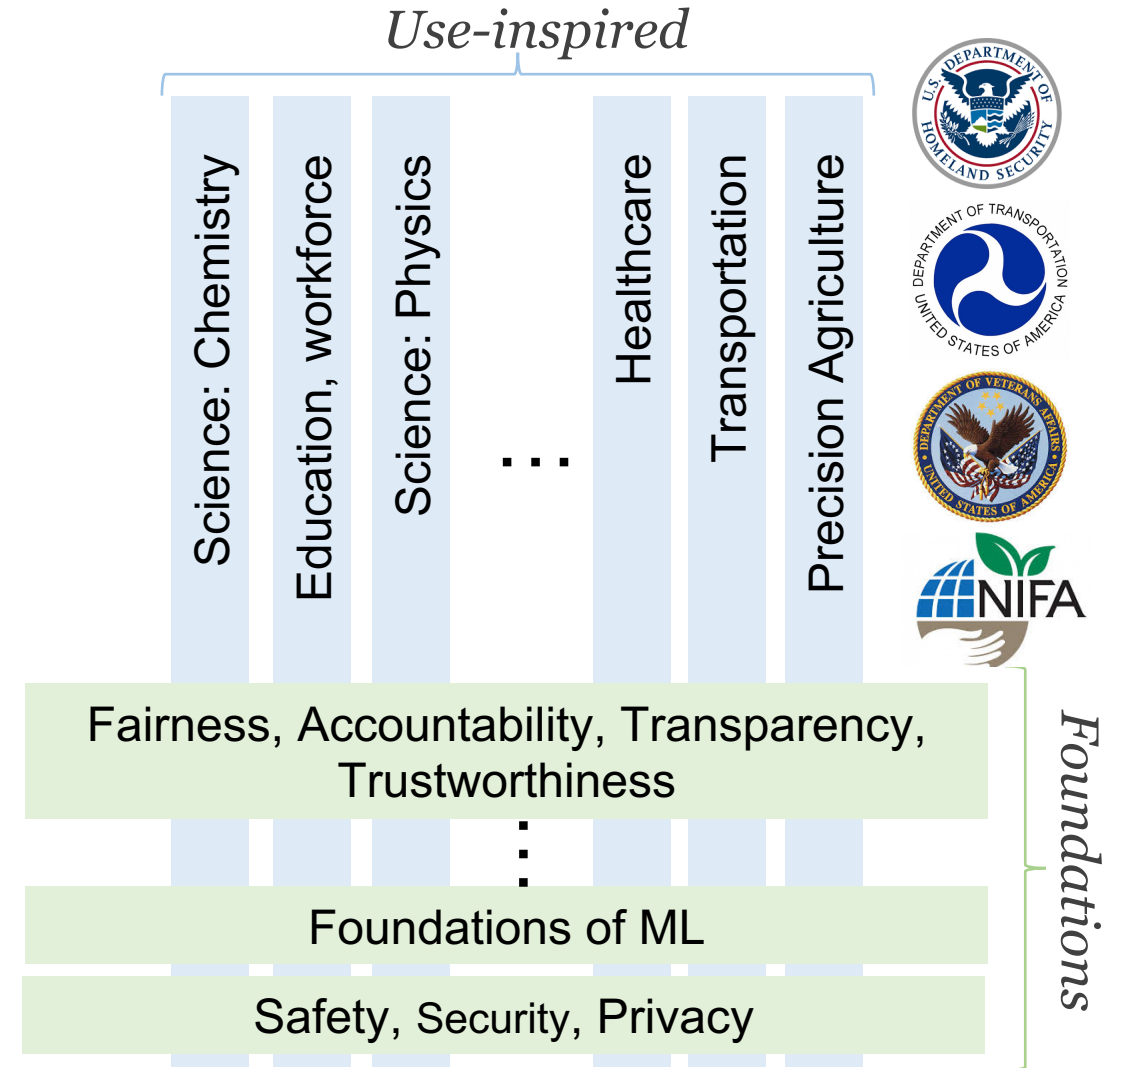 Use-inspired
Science: Chemistry
Education, workforce
Science: Physics
...
Healthcare
Transportation
Precision Agriculture
U.S. DEPARTMENT OF
HOMELAND SECURITY
DEPARTMENT OF TRANSPORTATION
UNITED STATES OF AMERICA
DEPARTMENT OF VETERANS AFFAIRS
UNITED STATES OF AMERICA
NIFA
Fairness, Accountability, Transparency,
Trustworthiness
...
Foundations of ML
Safety, Security, Privacy
Foundations